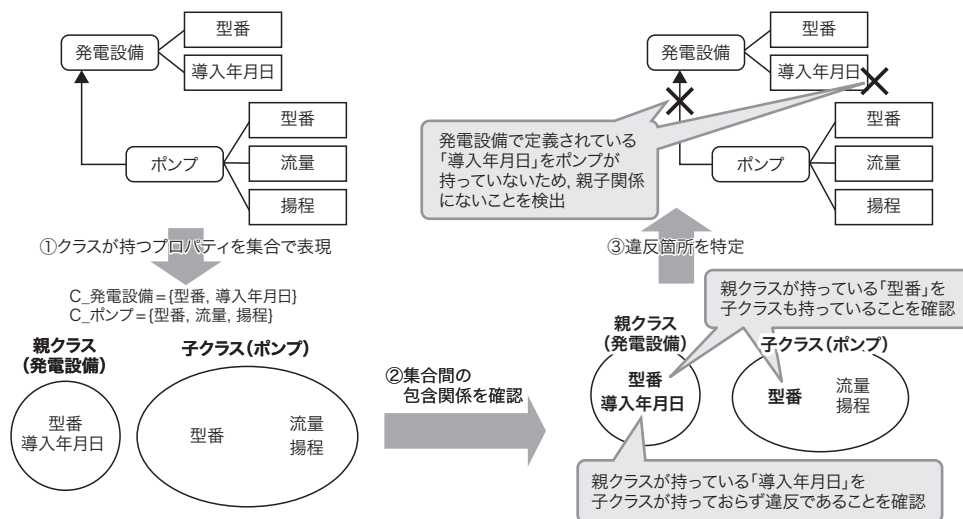 型番
発電設備
導入年月日
型番
ポンプ
流量
揚程
①クラスが持つプロパティを集合で表現
C_発電設備={型番, 導入年月日}
C_ポンプ={型番, 流量, 揚程}
親クラス
(発電設備)
子クラス(ポンプ)
型番
導入年月日
型番
流量
揚程
②集合間の
包含関係を確認
型番
発電設備
導入年月日
発電設備で定義されている
「導入年月日」をポンプが
持っていないため, 親子関係
にないことを検出
型番
ポンプ
流量
揚程
③違反箇所を特定
親クラスが持っている「型番」を
子クラスも持っていることを確認
親クラス
(発電設備)
子クラス(ポンプ)
型番
導入年月日
型番
流量
揚程
親クラスが持っている「導入年月日」を
子クラスが持っておらず違反であることを確認